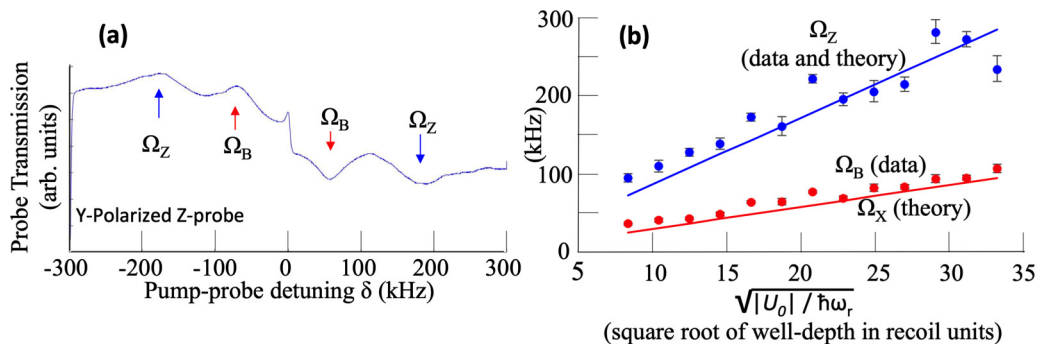 (a)
Probe Transmission
(arb. units)
Ω_Z
Ω_B
Ω_B
Ω_Z
Y-Polarized Z-probe
-300 -200 -100 0 100 200 300
Pump-probe detuning δ (kHz)
(b)
(kHz)
300
200
100
0
Ω_Z
(data and theory)
Ω_B (data)
Ω_X (theory)
5 10 15 20 25 30 35
√|U_0| / ħω_r
(square root of well-depth in recoil units)